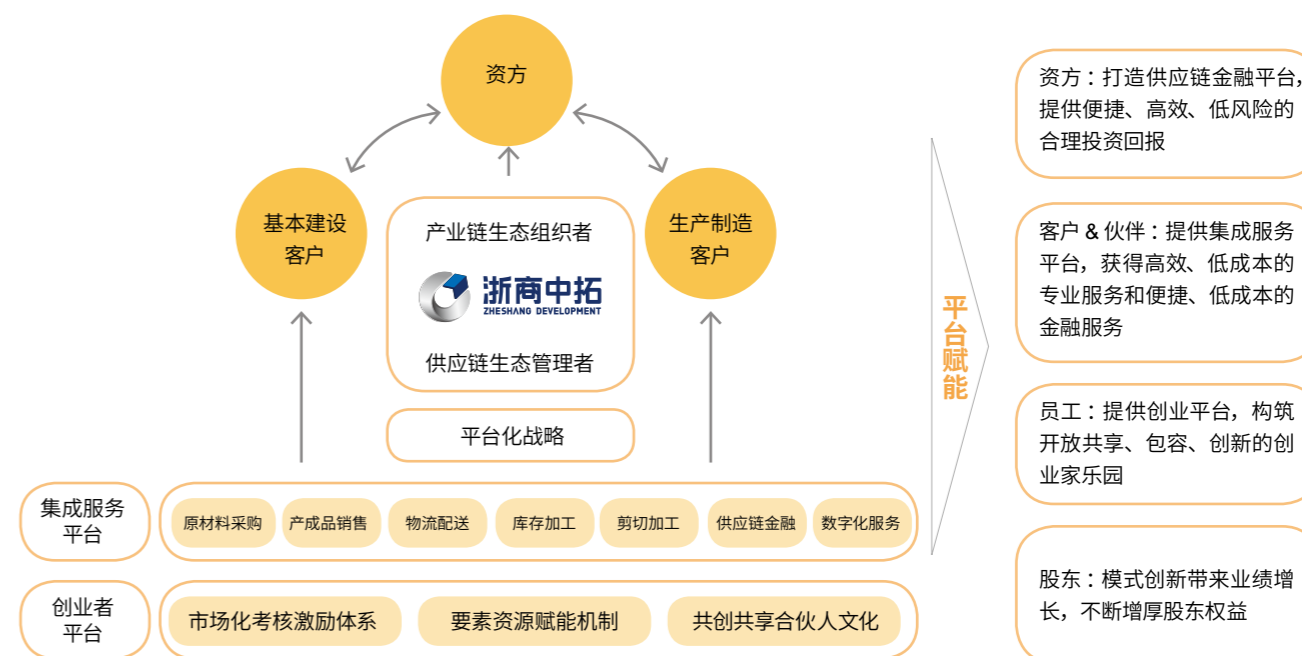 资方
基本建设
客户
产业链生态组织者
浙商中拓
ZHESHANG DEVELOPMENT
供应链生态管理者
生产制造
客户
平台化战略
集成服务
平台
原材料采购
产成品销售
物流配送
库存加工
剪切加工
供应链金融
数字化服务
创业者
平台
市场化考核激励体系
要素资源赋能机制
共创共享合伙人文化
平台赋能
资方：打造供应链金融平台，
提供便捷、高效、低风险的
合理投资回报
客户 & 伙伴：提供集成服务
平台，获得高效、低成本的
专业服务和便捷、低成本的
金融服务
员工：提供创业平台，构筑
开放共享、包容、创新的创
业家乐园
股东：模式创新带来业绩增
长，不断增厚股东权益